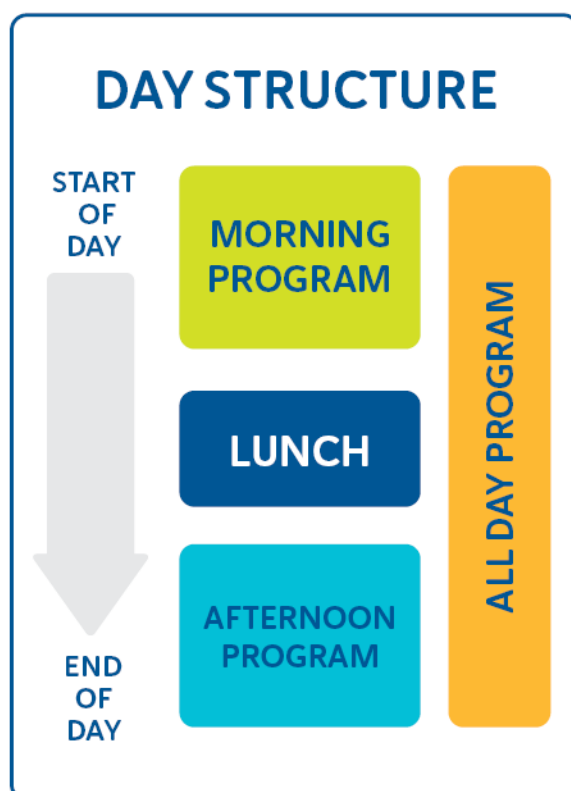 DAY STRUCTURE
START
OF
DAY
MORNING
PROGRAM
LUNCH
AFTERNOON
PROGRAM
END
OF
DAY
ALL DAY PROGRAM